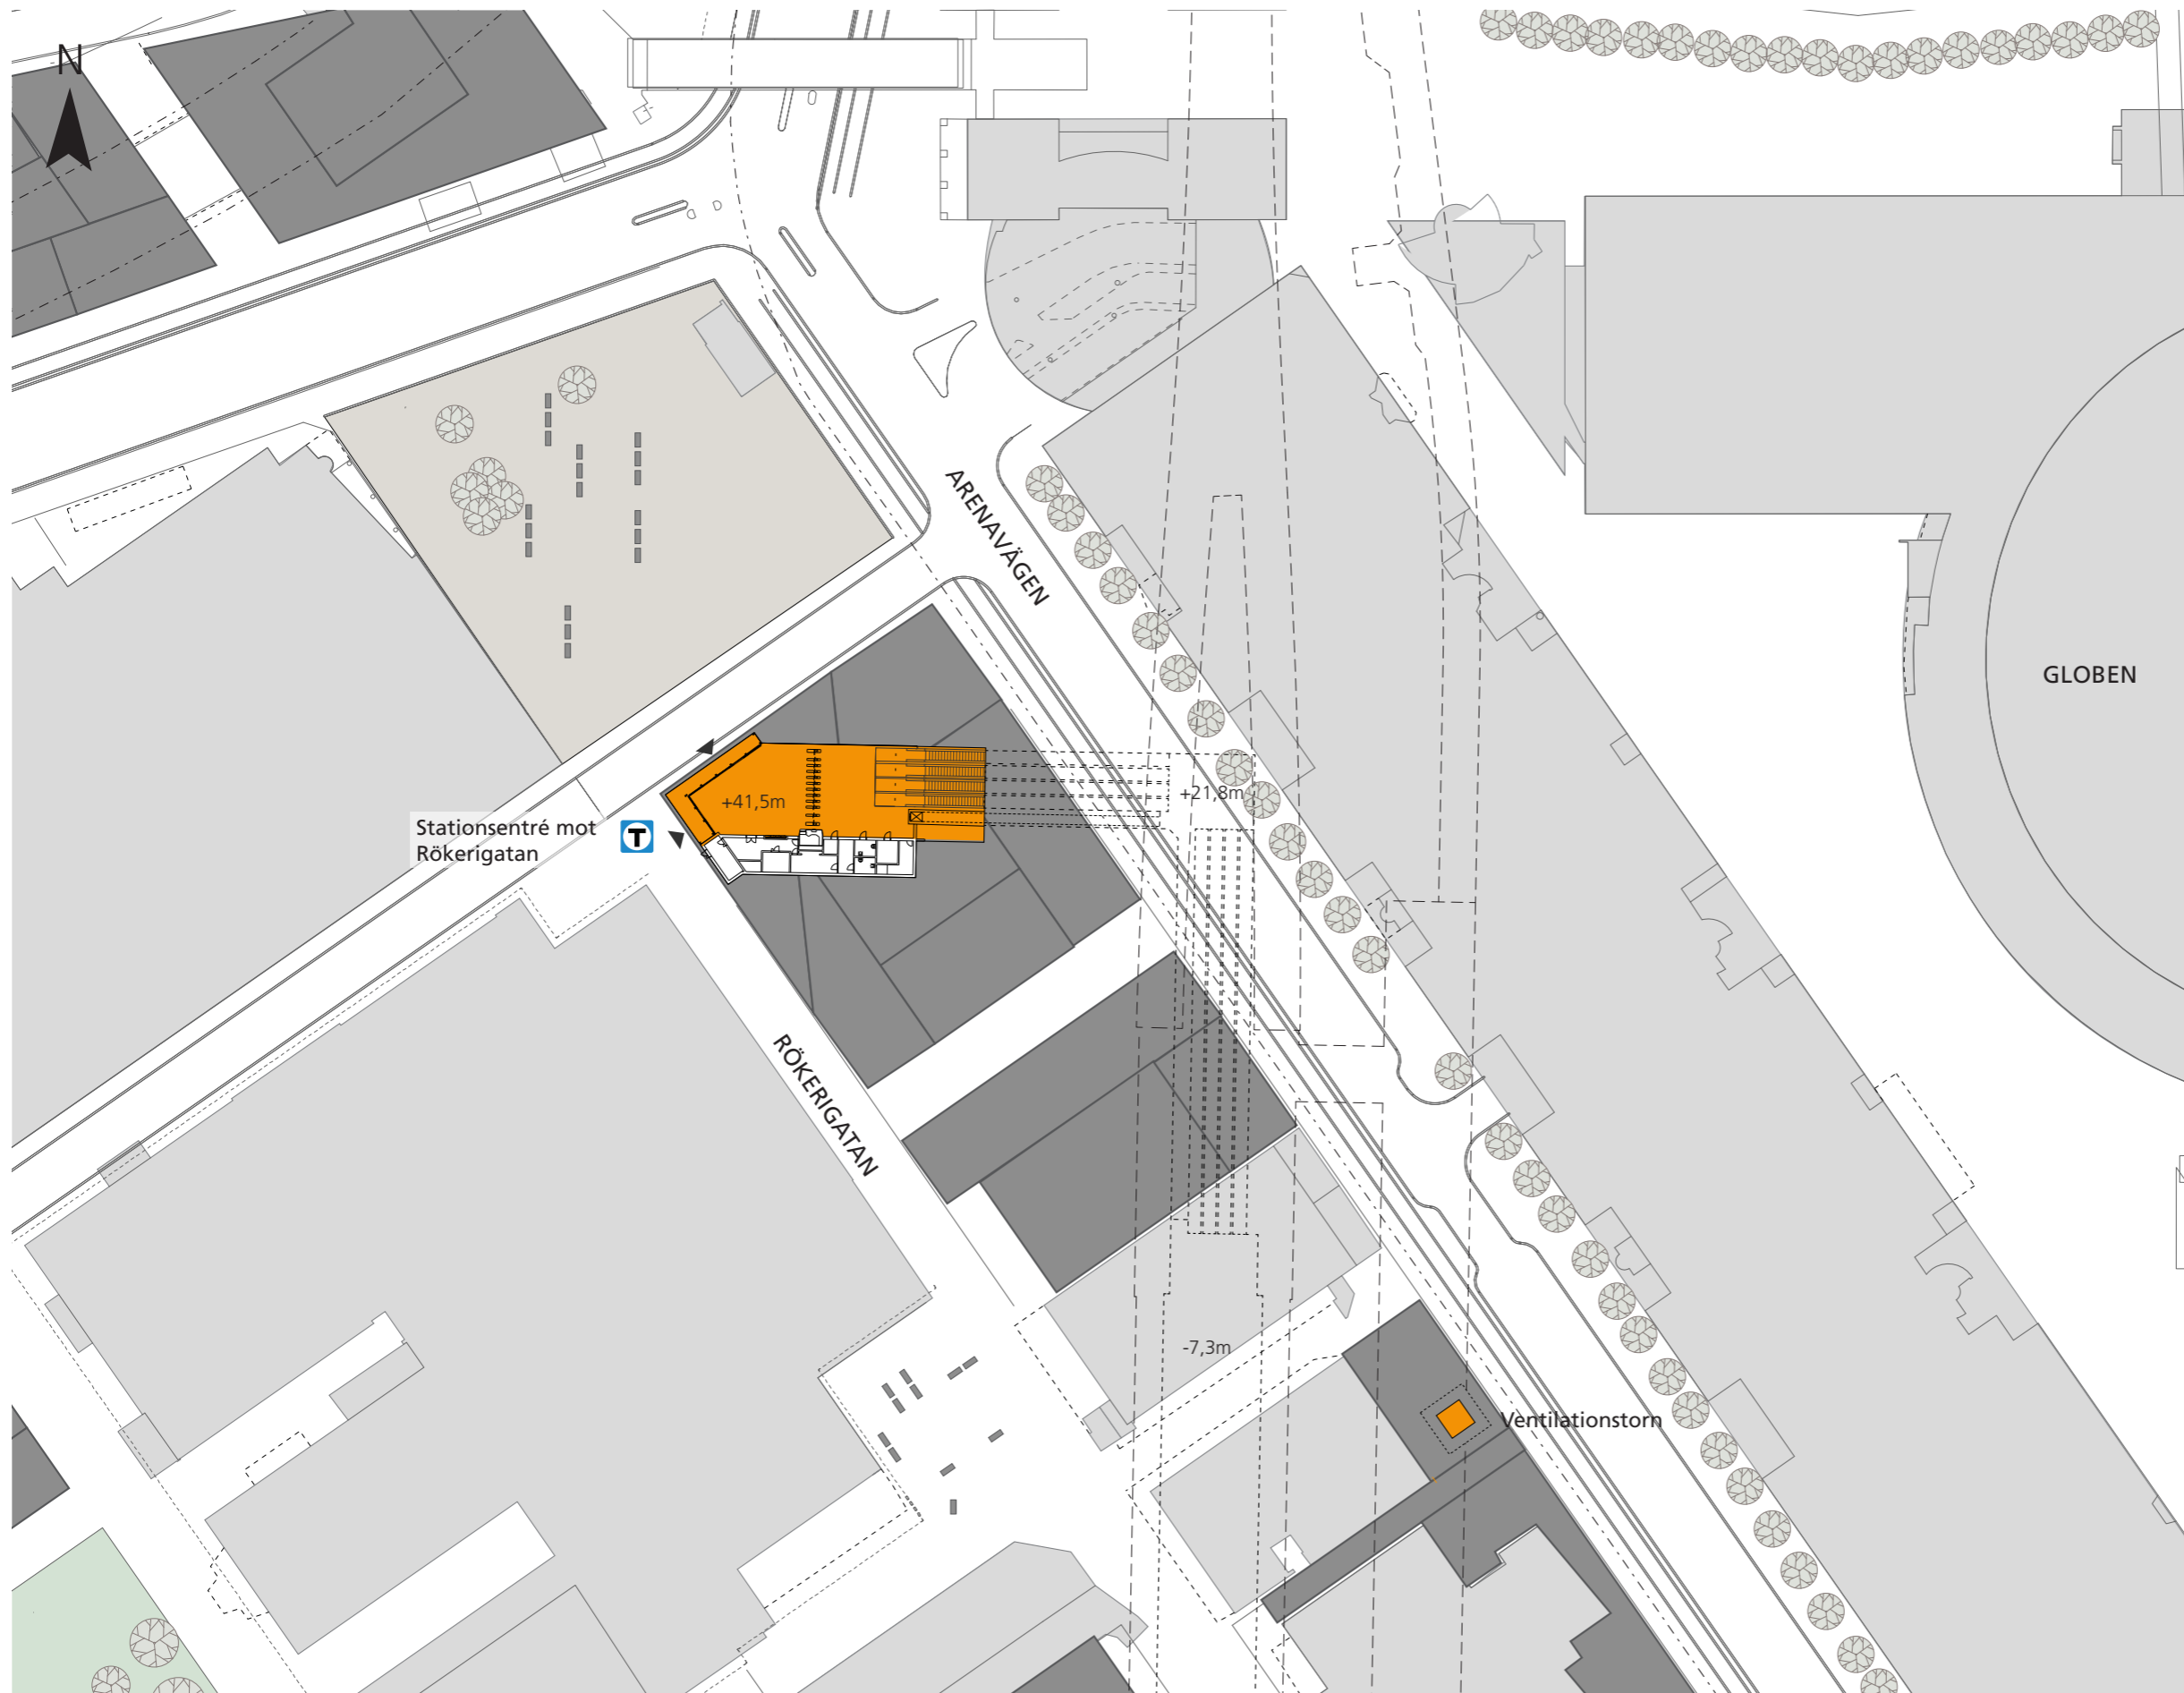 N
ARENAVÄGEN
GLOBEN
+41,5m
+21,8m
Stationsentré mot
Rökerigatan
T
RÖKERIGATAN
-7,3m
Ventilationstorn